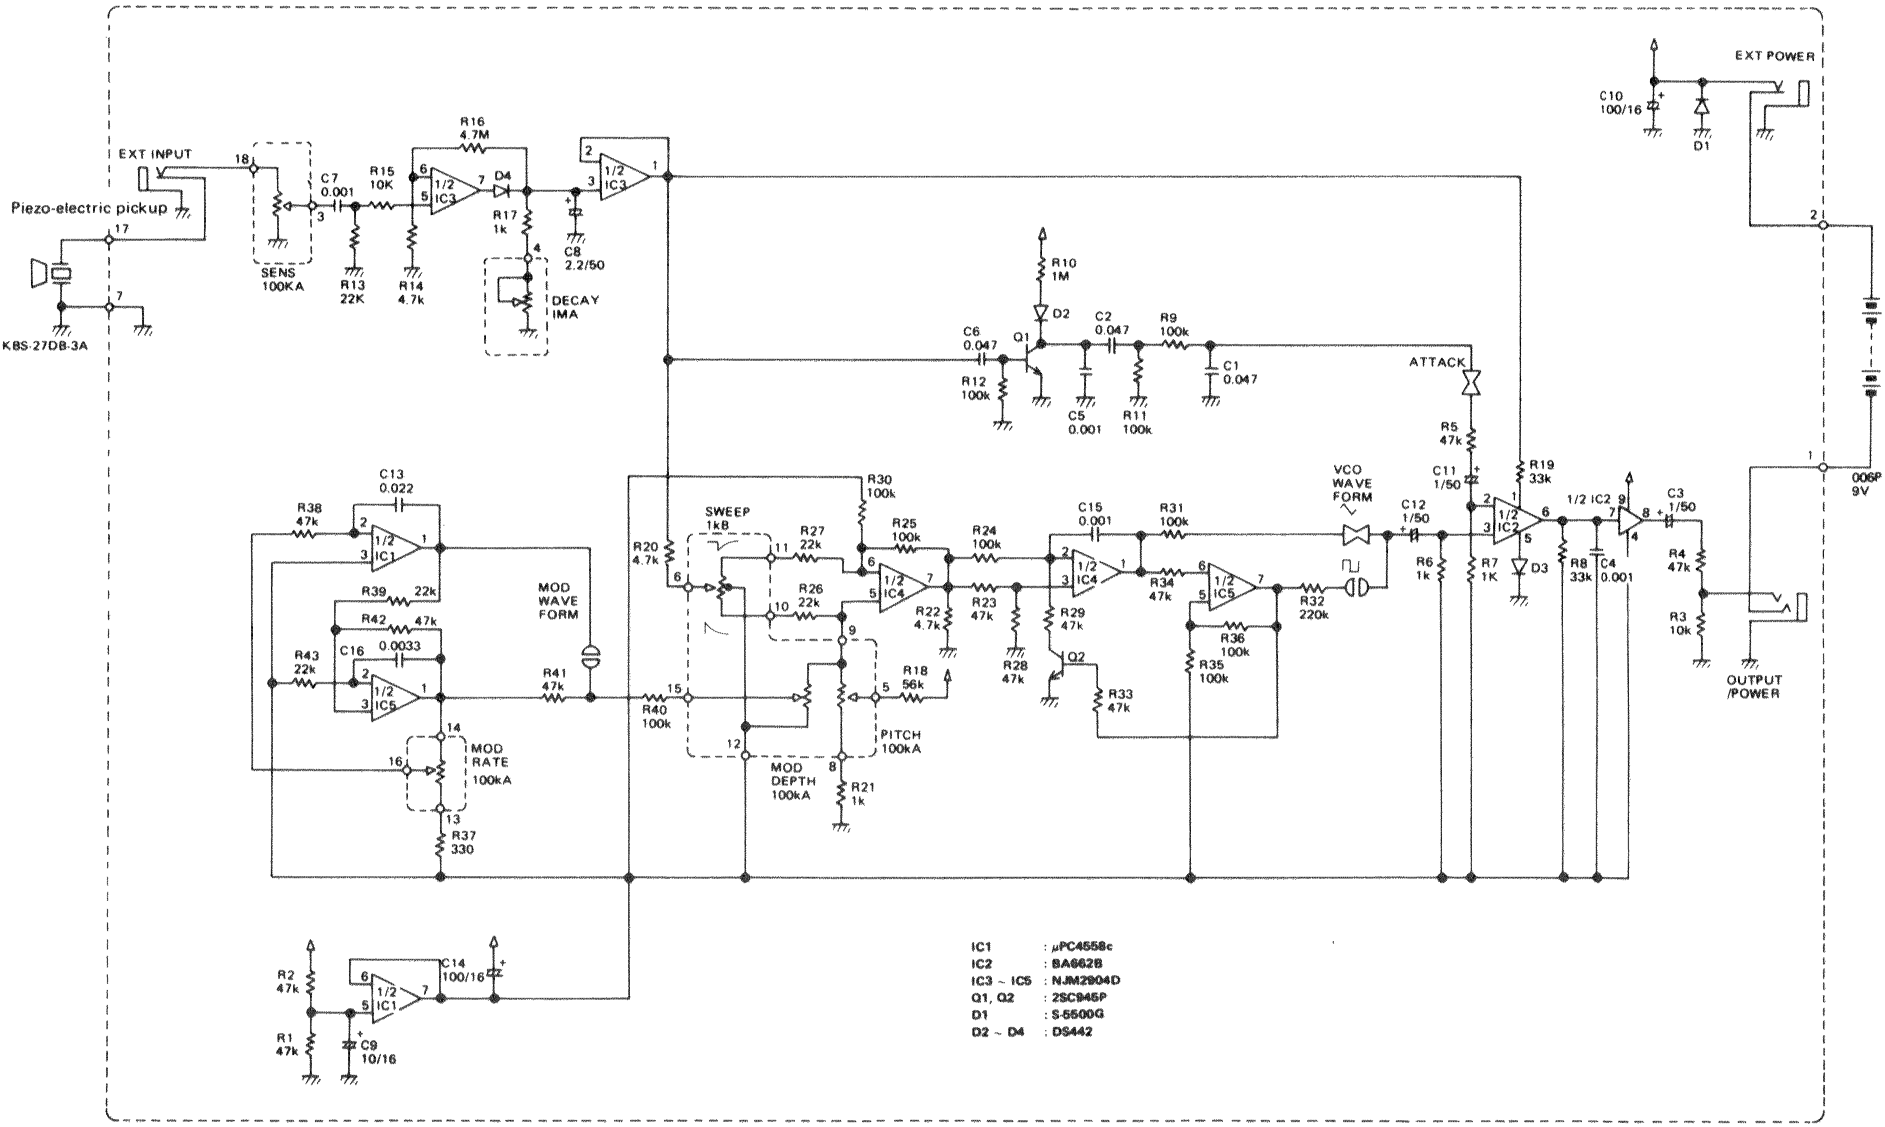 EXT INPUT
18
Piezo-electric pickup
17
7
KBS-27DB-3A
3
SENS
100KA
C7
0.001
R15
10K
R13
22K
R14
4.7k
R16
4.7M
6
5
1/2
IC3
7
D4
R17
1k
4
DECAY
IMA
C8
2.2/50
2
3
1/2
IC3
1
EXT POWER
C10
100/16
+
D1
2
1
006P
9V
R10
1M
D2
Q1
C6
0.047
R12
100k
C2
0.047
C5
0.001
R11
100k
R9
100k
C1
0.047
ATTACK
R5
47k
C11
1/50
+
R19
33k
VCO
WAVE
FORM
C12
1/50
+
R6
1k
R7
1K
2
3
1
1/2
IC2
6
5
D3
R8
33k
C4
0.001
1/2 IC2
9
7
8
4
C3
1/50
+
R4
47k
R3
10k
OUTPUT
/POWER
C13
0.022
R38
47k
2
3
1/2
IC1
1
R39
22k
R42
47k
C16
0.0033
R43
22k
2
3
1/2
IC5
1
MOD
WAVE
FORM
R41
47k
R40
100k
14
16
13
MOD
RATE
100kA
R37
330
R20
4.7k
SWEEP
1kB
6
11
10
9
15
12
8
5
R27
22k
R26
22k
R30
100k
R25
100k
6
5
1/2
IC4
7
R22
4.7k
R18
56k
PITCH
100kA
MOD
DEPTH
100kA
R21
1k
R24
100k
R23
47k
R28
47k
C15
0.001
2
3
1/2
IC4
1
R29
47k
Q2
R33
47k
R31
100k
R34
47k
6
5
1/2
IC5
7
R36
100k
R35
100k
R32
220k
R2
47k
R1
47k
C9
10/16
+
6
5
1/2
IC1
7
C14
100/16
+
IC1 : µPC4558c
IC2 : BA662B
IC3 ~ IC5 : NJM2904D
Q1, Q2 : 2SC945P
D1 : S-5500G
D2 ~ D4 : DS442